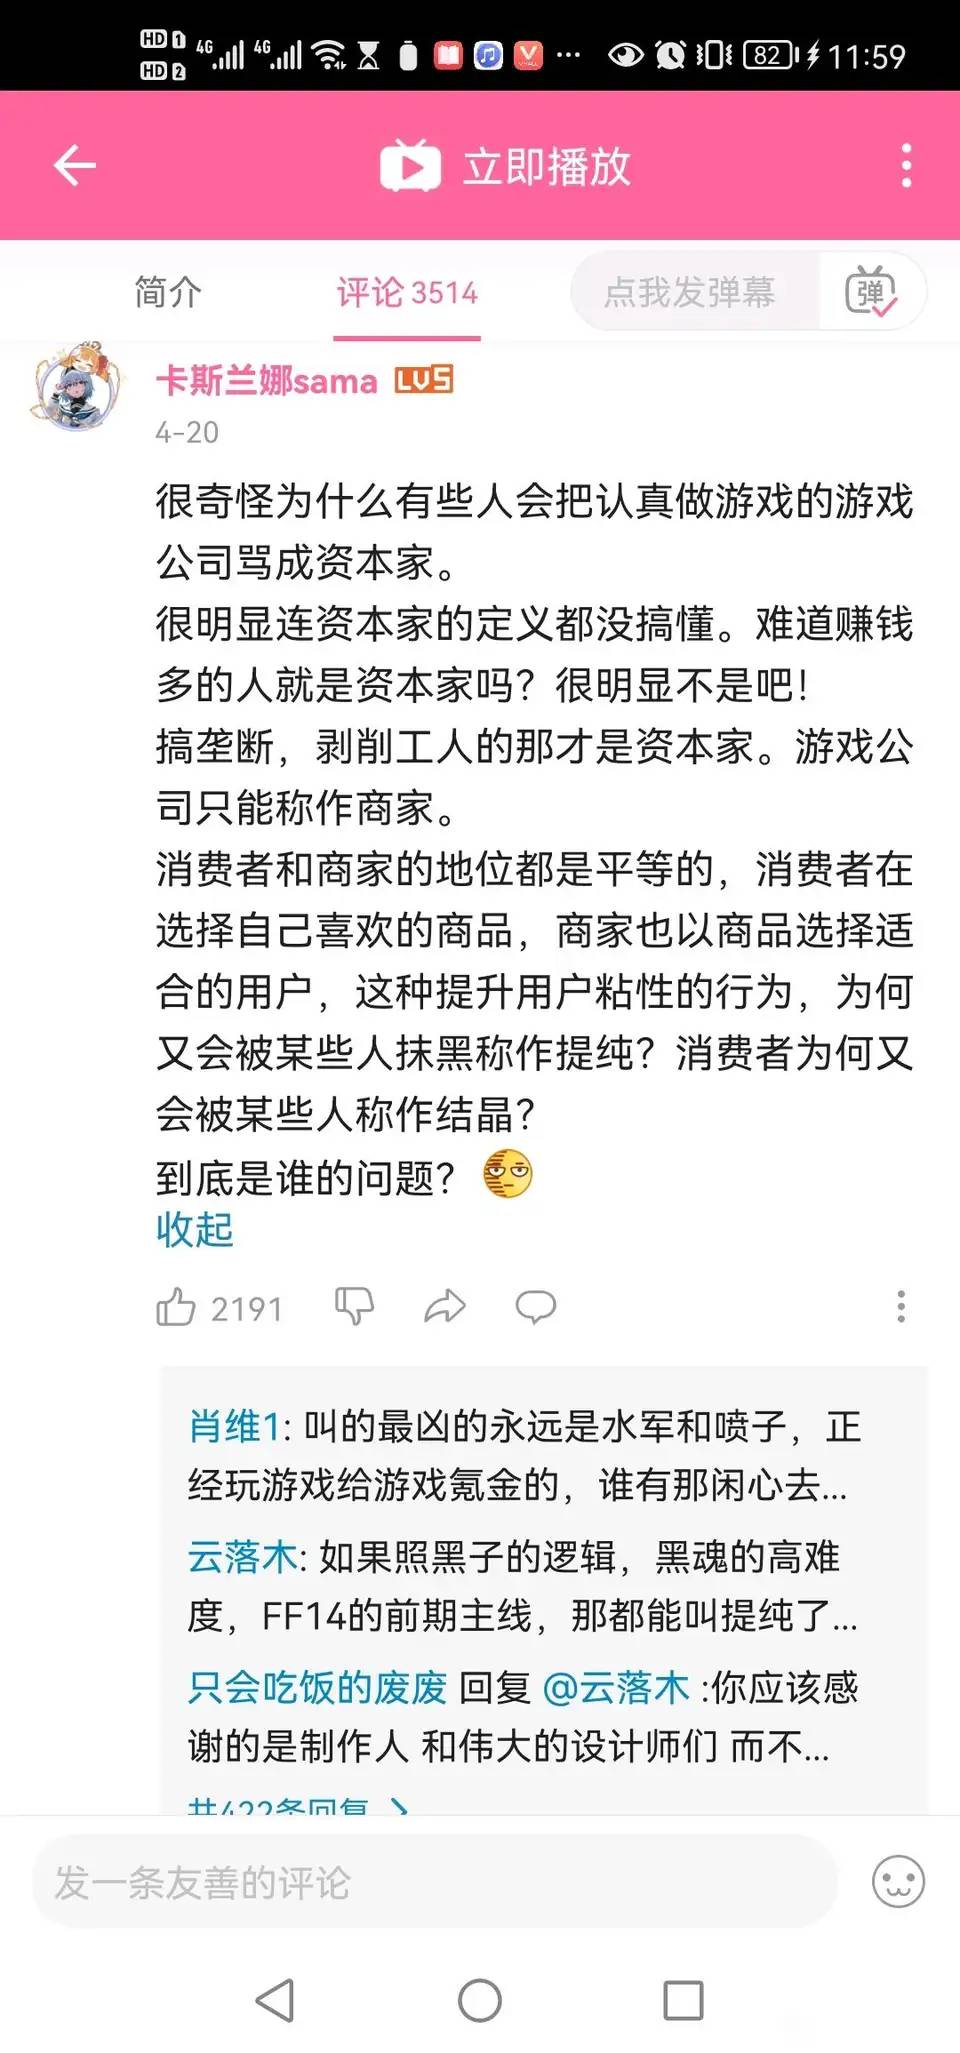 HD 1 4G 4G 82 11:59
HD 2
立即播放
简介 评论 3514 点我发弹幕 弹
卡斯兰娜sama LV5
4-20
很奇怪为什么有些人会把认真做游戏的游戏
公司骂成资本家。
很明显连资本家的定义都没搞懂。难道赚钱
多的人就是资本家吗？很明显不是吧！
搞垄断，剥削工人的那才是资本家。游戏公
司只能称作商家。
消费者和商家的地位都是平等的，消费者在
选择自己喜欢的商品，商家也以商品选择适
合的用户，这种提升用户粘性的行为，为何
又会被某些人抹黑称作提纯？消费者为何又
会被某些人称作结晶？
到底是谁的问题？
收起
2191
肖维1: 叫的最凶的永远是水军和喷子，正
经玩游戏给游戏氪金的，谁有那闲心去...
云落木: 如果照黑子的逻辑，黑魂的高难
度，FF14的前期主线，那都能叫提纯了...
只会吃饭的废废 回复 @云落木 :你应该感
谢的是制作人 和伟大的设计师们 而不...
共422条回复
发一条友善的评论